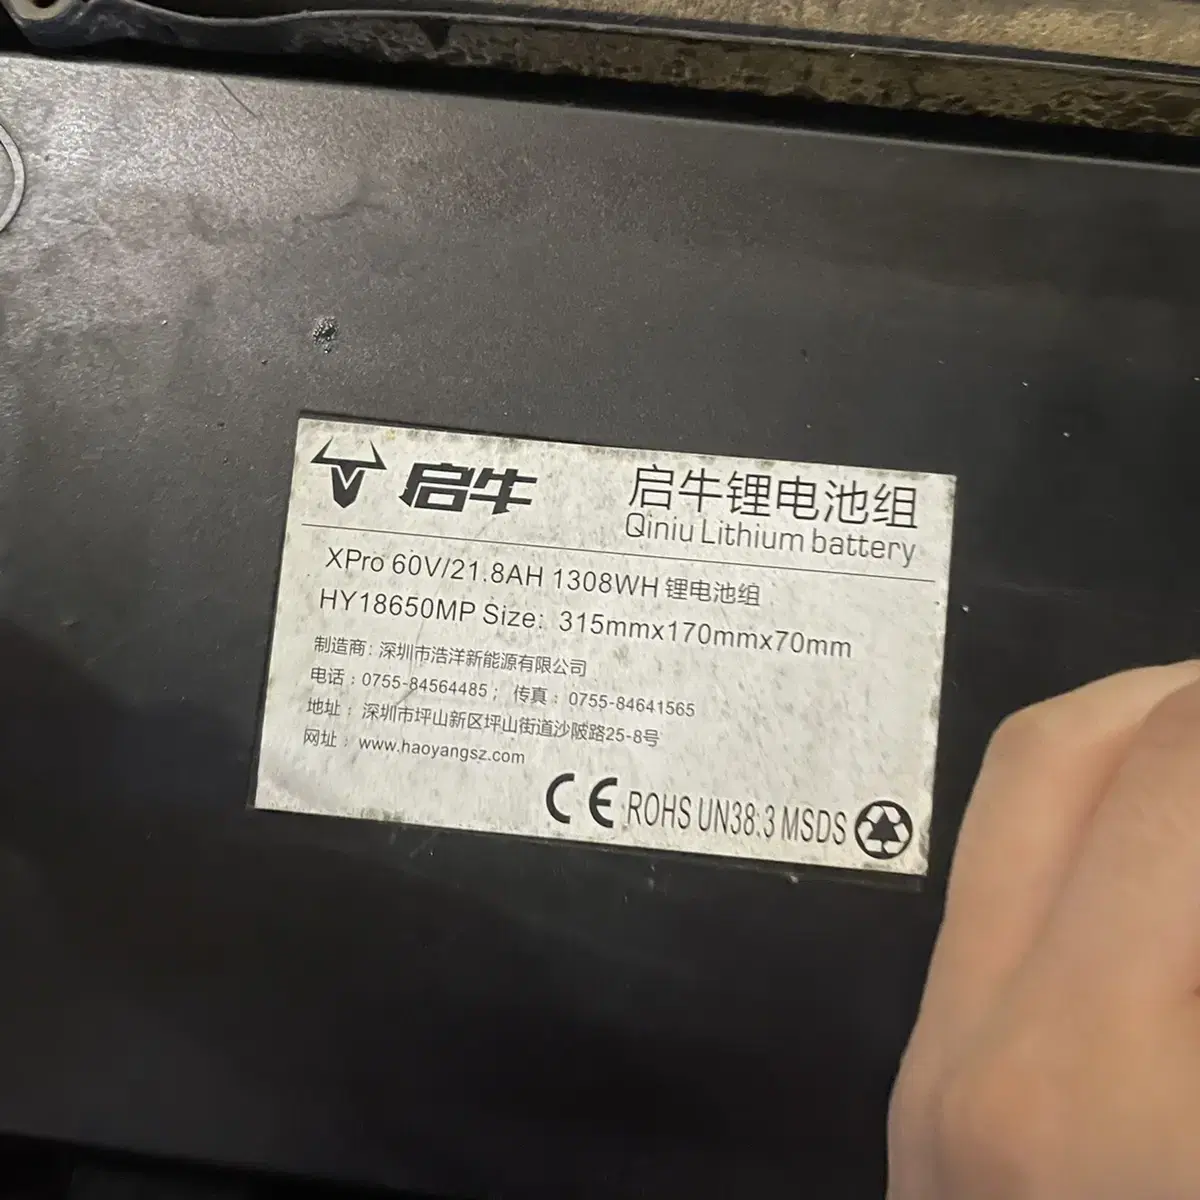 启牛
启牛锂电池组
Qiniu Lithium battery
XPro 60V/21.8AH 1308WH 锂电池组
HY18650MP Size: 315mmx170mmx70mm
制造商: 深圳市浩洋新能源有限公司
电话: 0755-84564485; 传真: 0755-84641565
地址: 深圳市坪山新区坪山街道沙陂路25-8号
网址: www.haoyangsz.com
CE ROHS UN38.3 MSDS